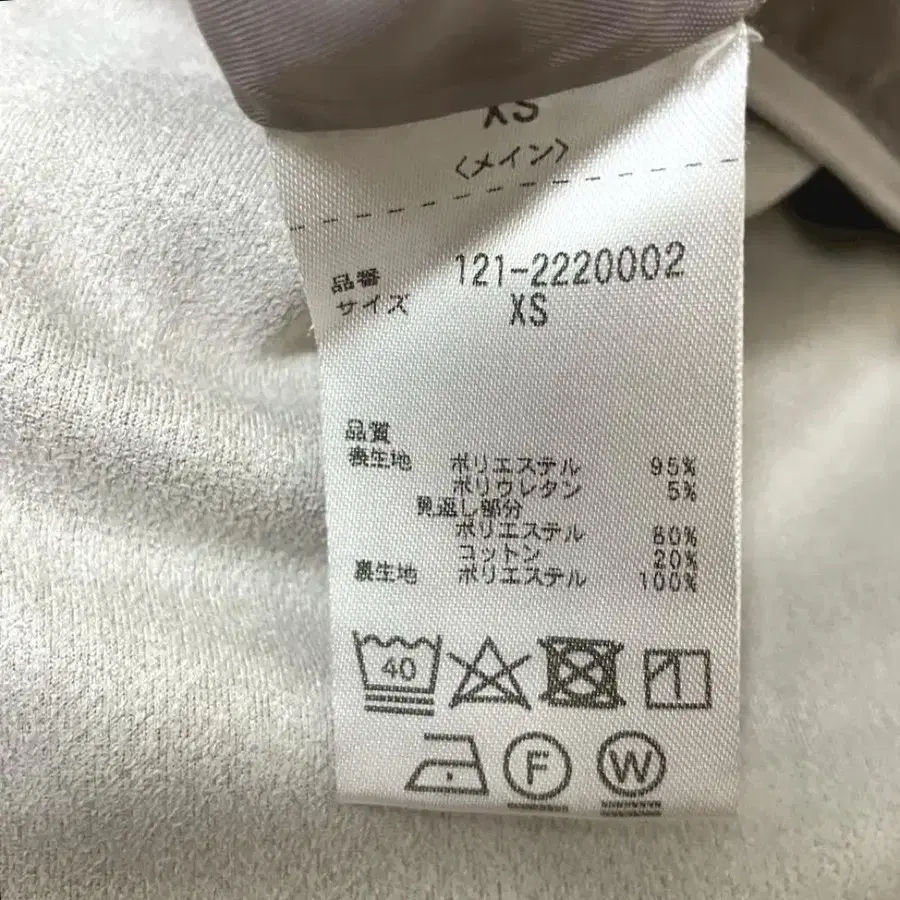 XS
〈メイン〉
品番 121-2220002
サイズ XS
品質
表生地 ポリエステル 95%
ポリウレタン 5%
見返し部分
ポリエステル 80%
コットン 20%
裏生地 ポリエステル 100%
40
F W